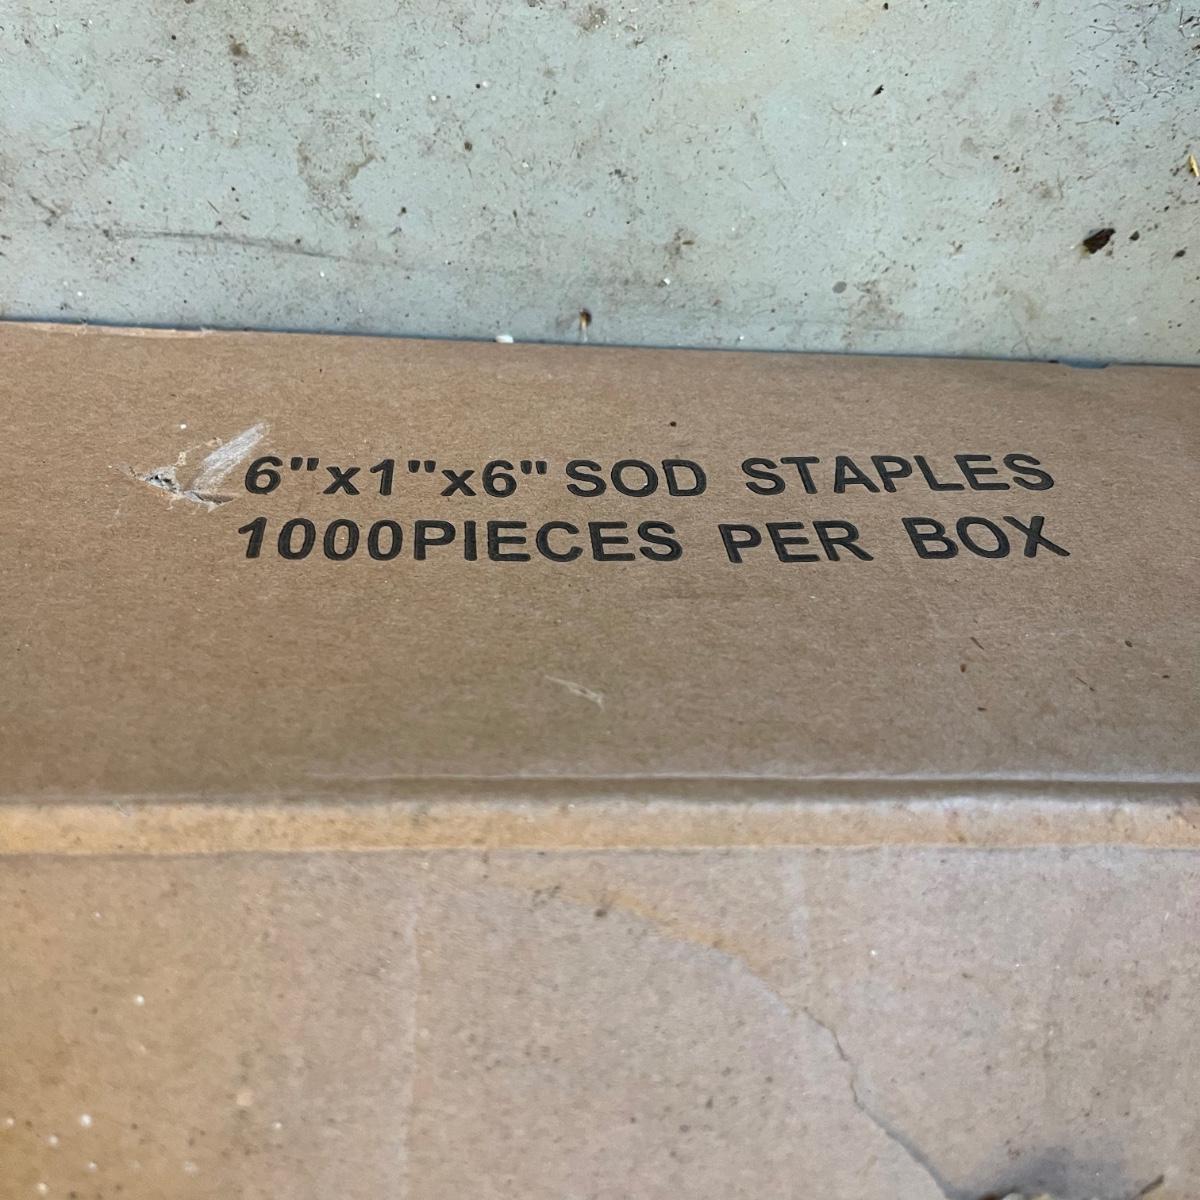 6"x1"x6" SOD STAPLES
1000PIECES PER BOX